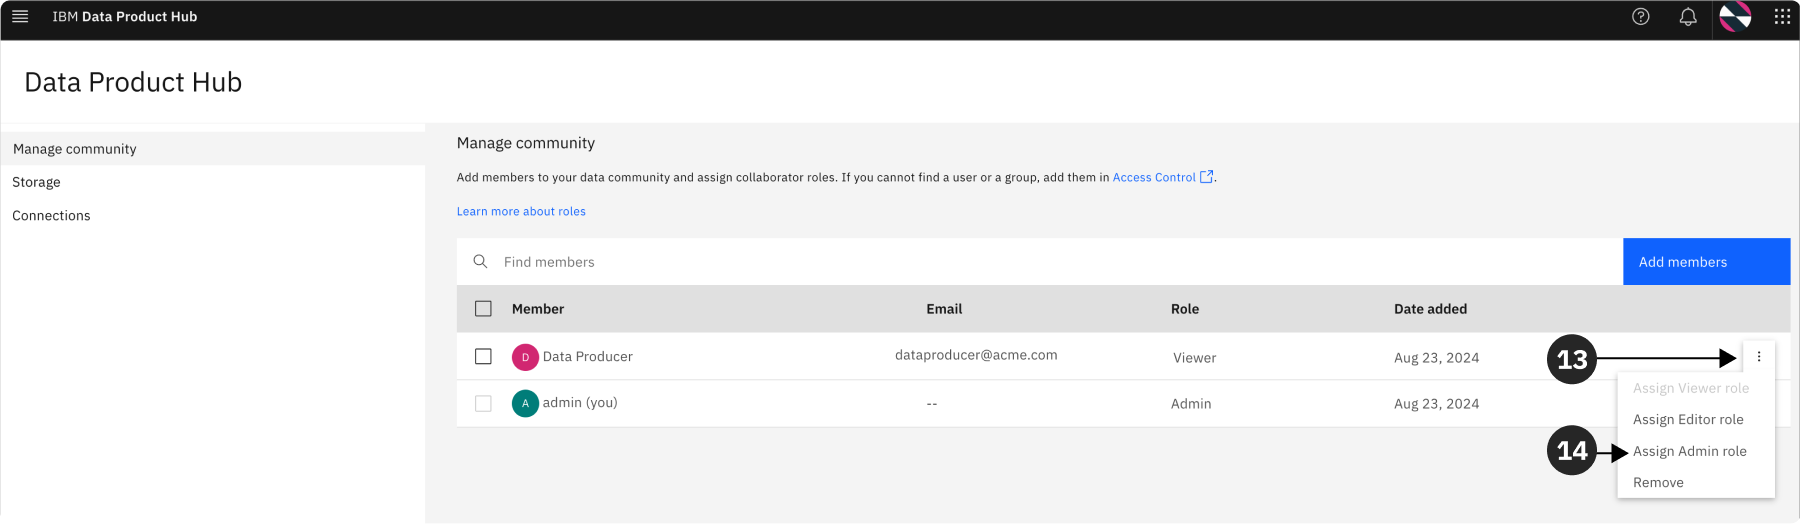 IBM Data Product Hub
Data Product Hub
Manage community
Storage
Connections
Manage community
Add members to your data community and assign collaborator roles. If you cannot find a user or a group, add them in Access Control.
Learn more about roles
Find members
Add members
Member Email Role Date added
D Data Producer dataproducer@acme.com Viewer Aug 23, 2024
A admin (you) -- Admin Aug 23, 2024
13
Assign Viewer role
Assign Editor role
14
Assign Admin role
Remove